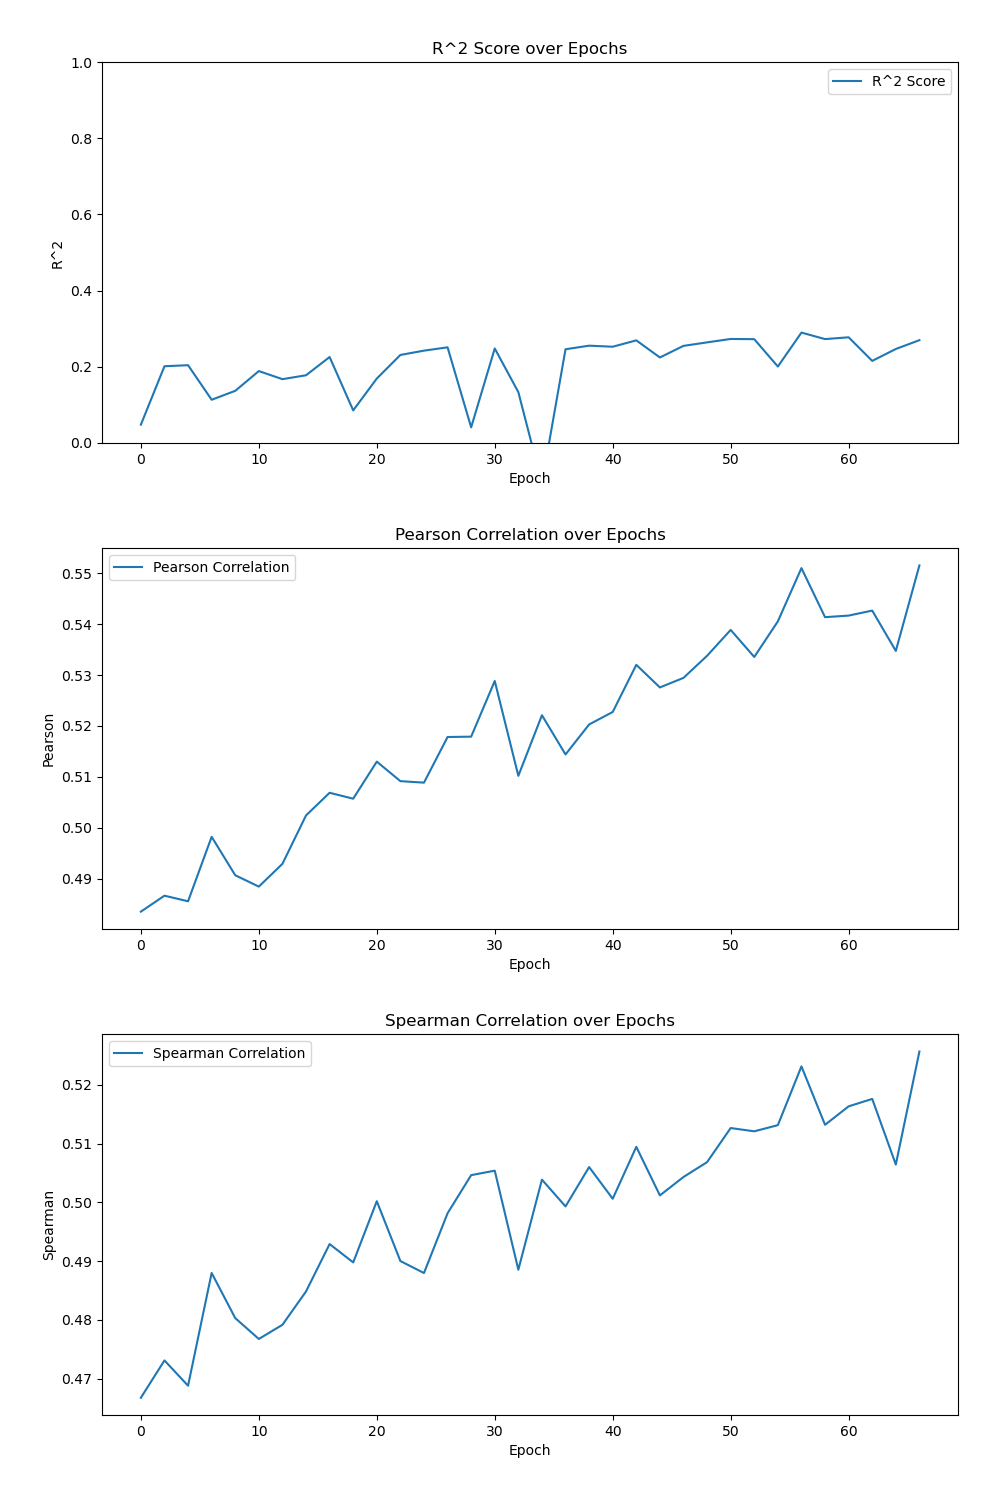 R^2 Score over Epochs
1.0
R^2 Score
0.8
0.6
R^2
0.4
0.2
0.0
0 10 20 30 40 50 60
Epoch
Pearson Correlation over Epochs
Pearson Correlation
0.55
0.54
0.53
0.52
Pearson
0.51
0.50
0.49
0 10 20 30 40 50 60
Epoch
Spearman Correlation over Epochs
Spearman Correlation
0.52
0.51
0.50
Spearman
0.49
0.48
0.47
0 10 20 30 40 50 60
Epoch